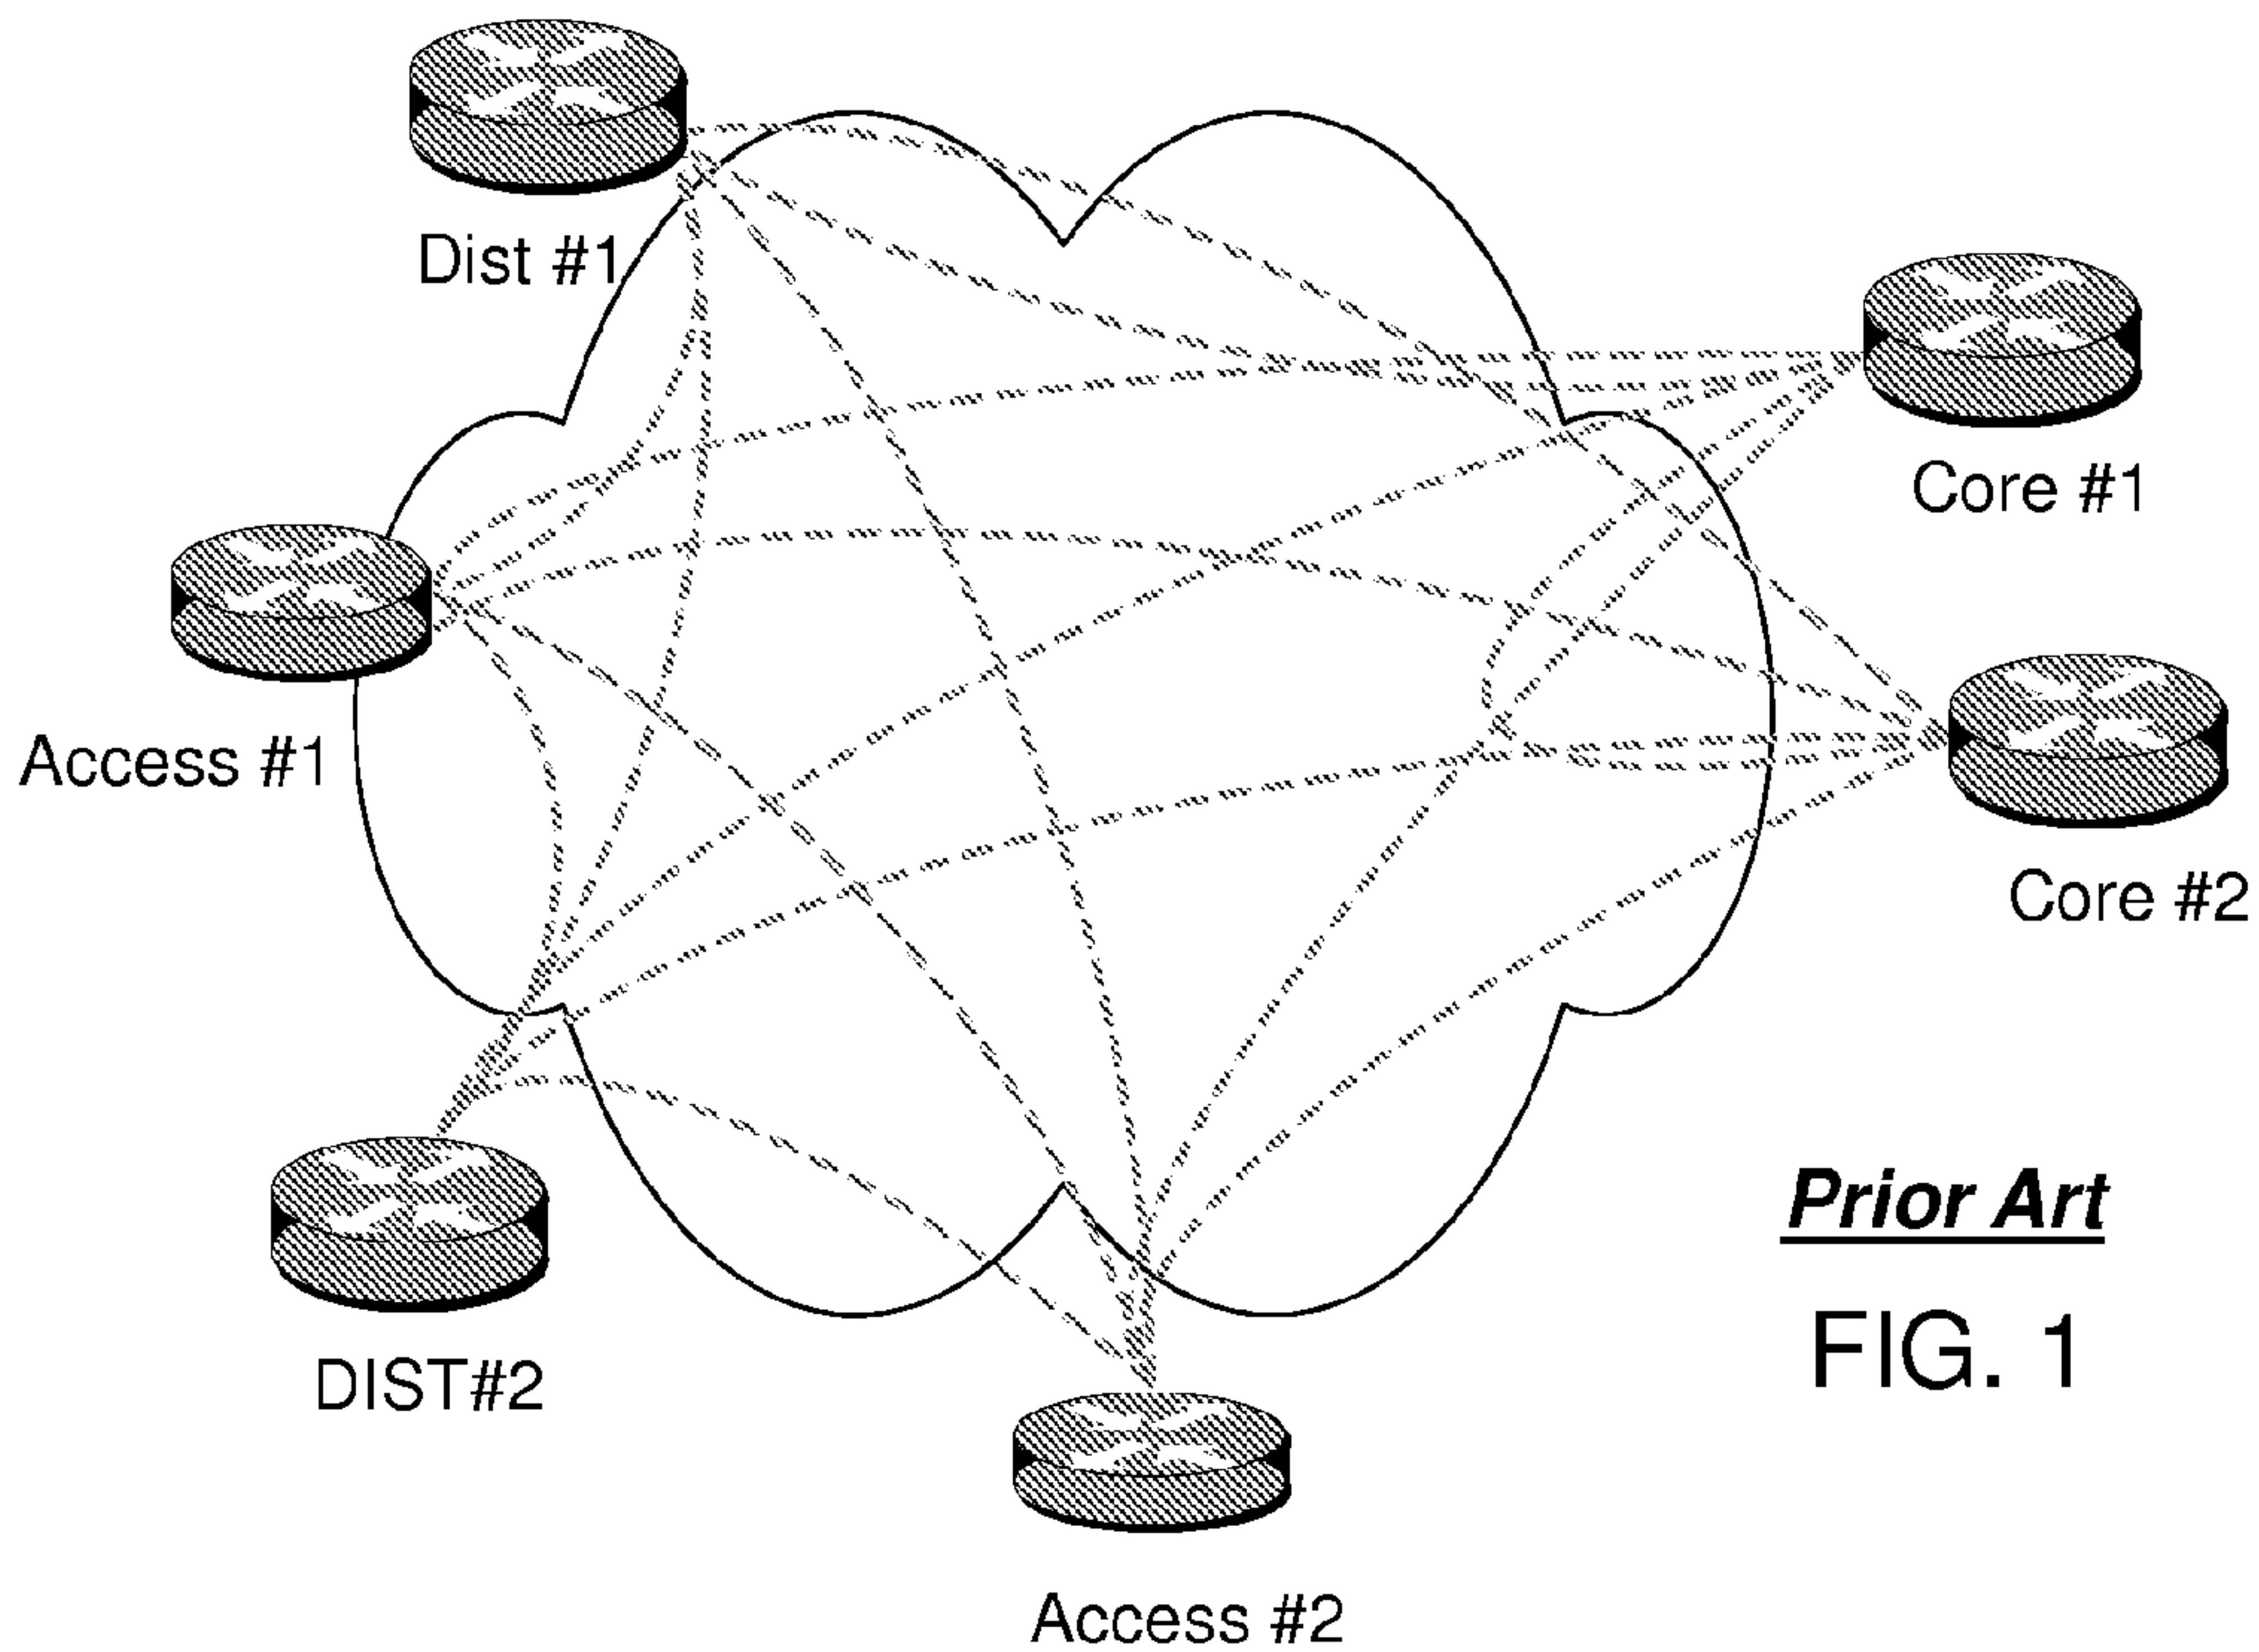 Dist #1
Core #1
Access #1
Core #2
Prior Art
FIG. 1
DIST#2
Access #2